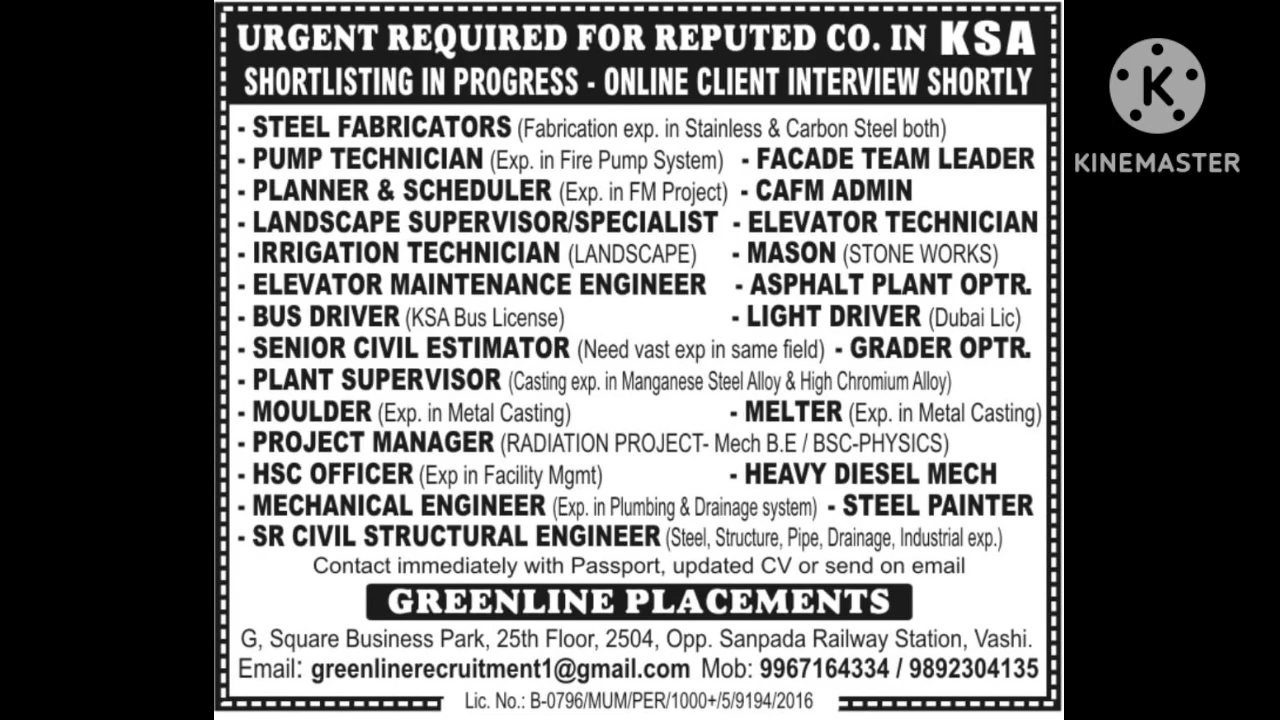 URGENT REQUIRED FOR REPUTED CO. IN KSA
SHORTLISTING IN PROGRESS - ONLINE CLIENT INTERVIEW SHORTLY
- STEEL FABRICATORS (Fabrication exp. in Stainless & Carbon Steel both)
- PUMP TECHNICIAN (Exp. in Fire Pump System) - FACADE TEAM LEADER
- PLANNER & SCHEDULER (Exp. in FM Project) - CAFM ADMIN
- LANDSCAPE SUPERVISOR/SPECIALIST - ELEVATOR TECHNICIAN
- IRRIGATION TECHNICIAN (LANDSCAPE) - MASON (STONE WORKS)
- ELEVATOR MAINTENANCE ENGINEER - ASPHALT PLANT OPTR.
- BUS DRIVER (KSA Bus License) - LIGHT DRIVER (Dubai Lic)
- SENIOR CIVIL ESTIMATOR (Need vast exp in same field) - GRADER OPTR.
- PLANT SUPERVISOR (Casting exp. in Manganese Steel Alloy & High Chromium Alloy)
- MOULDER (Exp. in Metal Casting) - MELTER (Exp. in Metal Casting)
- PROJECT MANAGER (RADIATION PROJECT- Mech B.E / BSC-PHYSICS)
- HSC OFFICER (Exp in Facility Mgmt) - HEAVY DIESEL MECH
- MECHANICAL ENGINEER (Exp. in Plumbing & Drainage system) - STEEL PAINTER
- SR CIVIL STRUCTURAL ENGINEER (Steel, Structure, Pipe, Drainage, Industrial exp.)
Contact immediately with Passport, updated CV or send on email
GREENLINE PLACEMENTS
G, Square Business Park, 25th Floor, 2504, Opp. Sanpada Railway Station, Vashi.
Email: greenlinerecruitment1@gmail.com Mob: 9967164334 / 9892304135
Lic. No.: B-0796/MUM/PER/1000+/5/9194/2016
K
KINEMASTER